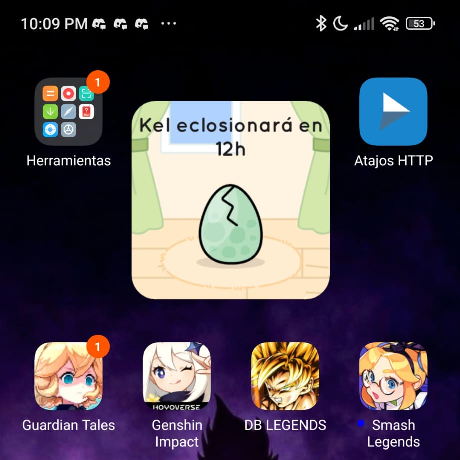 10:09 PM 53
1
Kel eclosionará en
12h
Herramientas
Atajos HTTP
1
HOYOVERSE
Guardian Tales
Genshin
Impact
DB LEGENDS
Smash
Legends